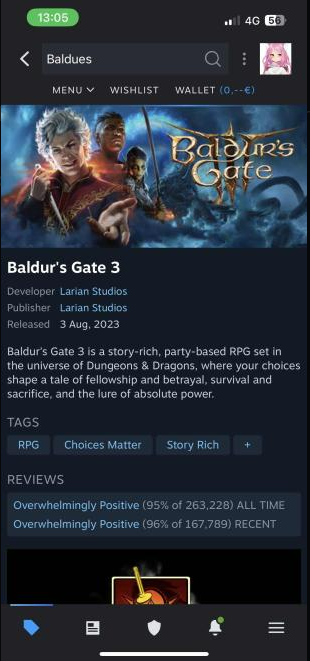 13:05
4G 56
Baldues
MENU WISHLIST WALLET (0,--€)
BALDUR'S
GATE
Baldur's Gate 3
Developer Larian Studios
Publisher Larian Studios
Released 3 Aug, 2023
Baldur's Gate 3 is a story-rich, party-based RPG set in
the universe of Dungeons & Dragons, where your choices
shape a tale of fellowship and betrayal, survival and
sacrifice, and the lure of absolute power.
TAGS
RPG Choices Matter Story Rich +
REVIEWS
Overwhelmingly Positive (95% of 263,228) ALL TIME
Overwhelmingly Positive (96% of 167,789) RECENT